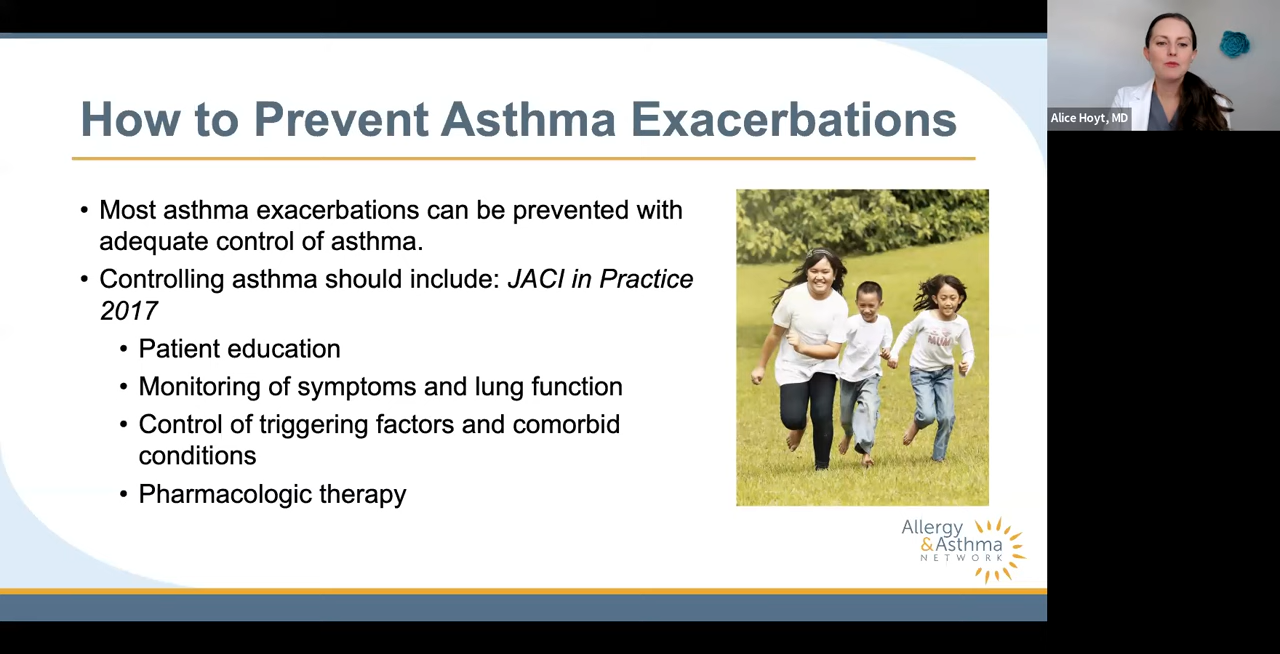 How to Prevent Asthma Exacerbations
• Most asthma exacerbations can be prevented with
adequate control of asthma.
• Controlling asthma should include: JACI in Practice
2017
• Patient education
• Monitoring of symptoms and lung function
• Control of triggering factors and comorbid
conditions
• Pharmacologic therapy
MUM
Allergy
&Asthma
NETWORK
Alice Hoyt, MD